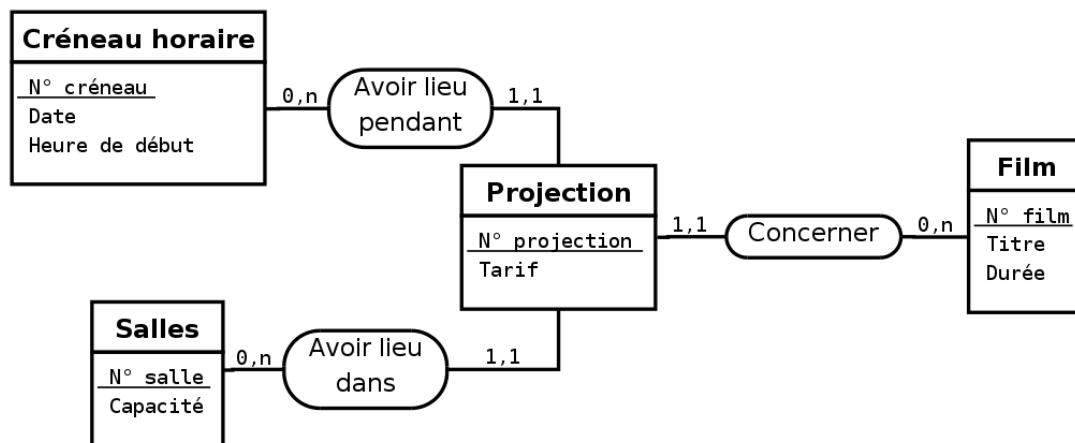 Créneau horaire
N° créneau
Date
Heure de début
0,n
Avoir lieu
pendant
1,1
Projection
N° projection
Tarif
1,1
Concerner
0,n
Film
N° film
Titre
Durée
Salles
N° salle
Capacité
0,n
Avoir lieu
dans
1,1